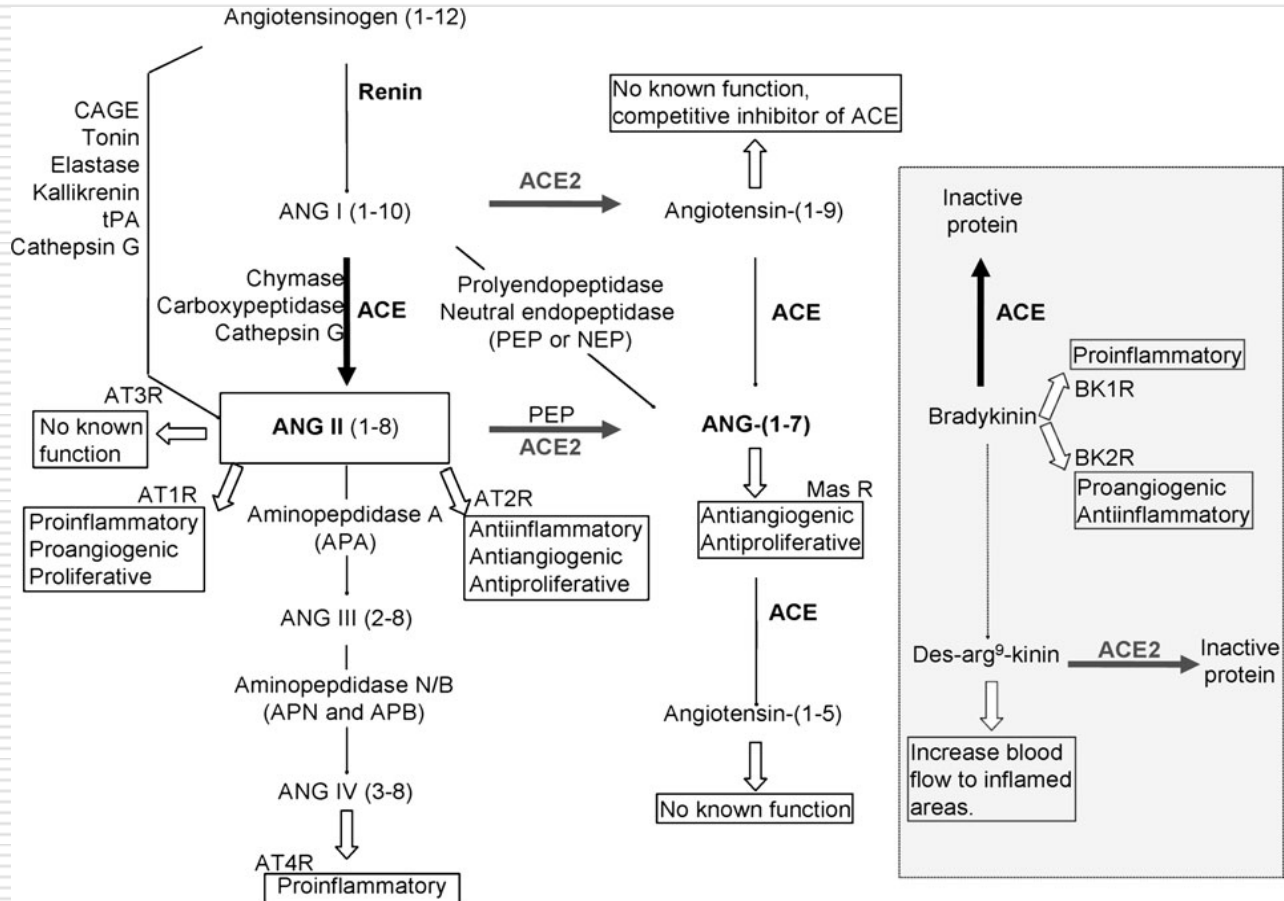 Angiotensinogen (1-12)
CAGE
Tonin
Elastase
Kallikrenin
tPA
Cathepsin G
Renin
No known function,
competitive inhibitor of ACE
ANG I (1-10)
ACE2
Angiotensin-(1-9)
Chymase
Carboxypeptidase
Cathepsin G
ACE
Prolyendopeptidase
Neutral endopeptidase
(PEP or NEP)
ACE
AT3R
No known
function
ANG II (1-8)
PEP
ACE2
ANG-(1-7)
AT1R
Proinflammatory
Proangiogenic
Proliferative
Aminopepdidase A
(APA)
AT2R
Antiinflammatory
Antiangiogenic
Antiproliferative
Mas R
Antiangiogenic
Antiproliferative
ANG III (2-8)
ACE
Aminopepdidase N/B
(APN and APB)
Angiotensin-(1-5)
ANG IV (3-8)
No known function
AT4R
Proinflammatory
Inactive
protein
ACE
Proinflammatory
BK1R
Bradykinin
BK2R
Proangiogenic
Antiinflammatory
Des-arg⁹-kinin
ACE2
Inactive
protein
Increase blood
flow to inflamed
areas.